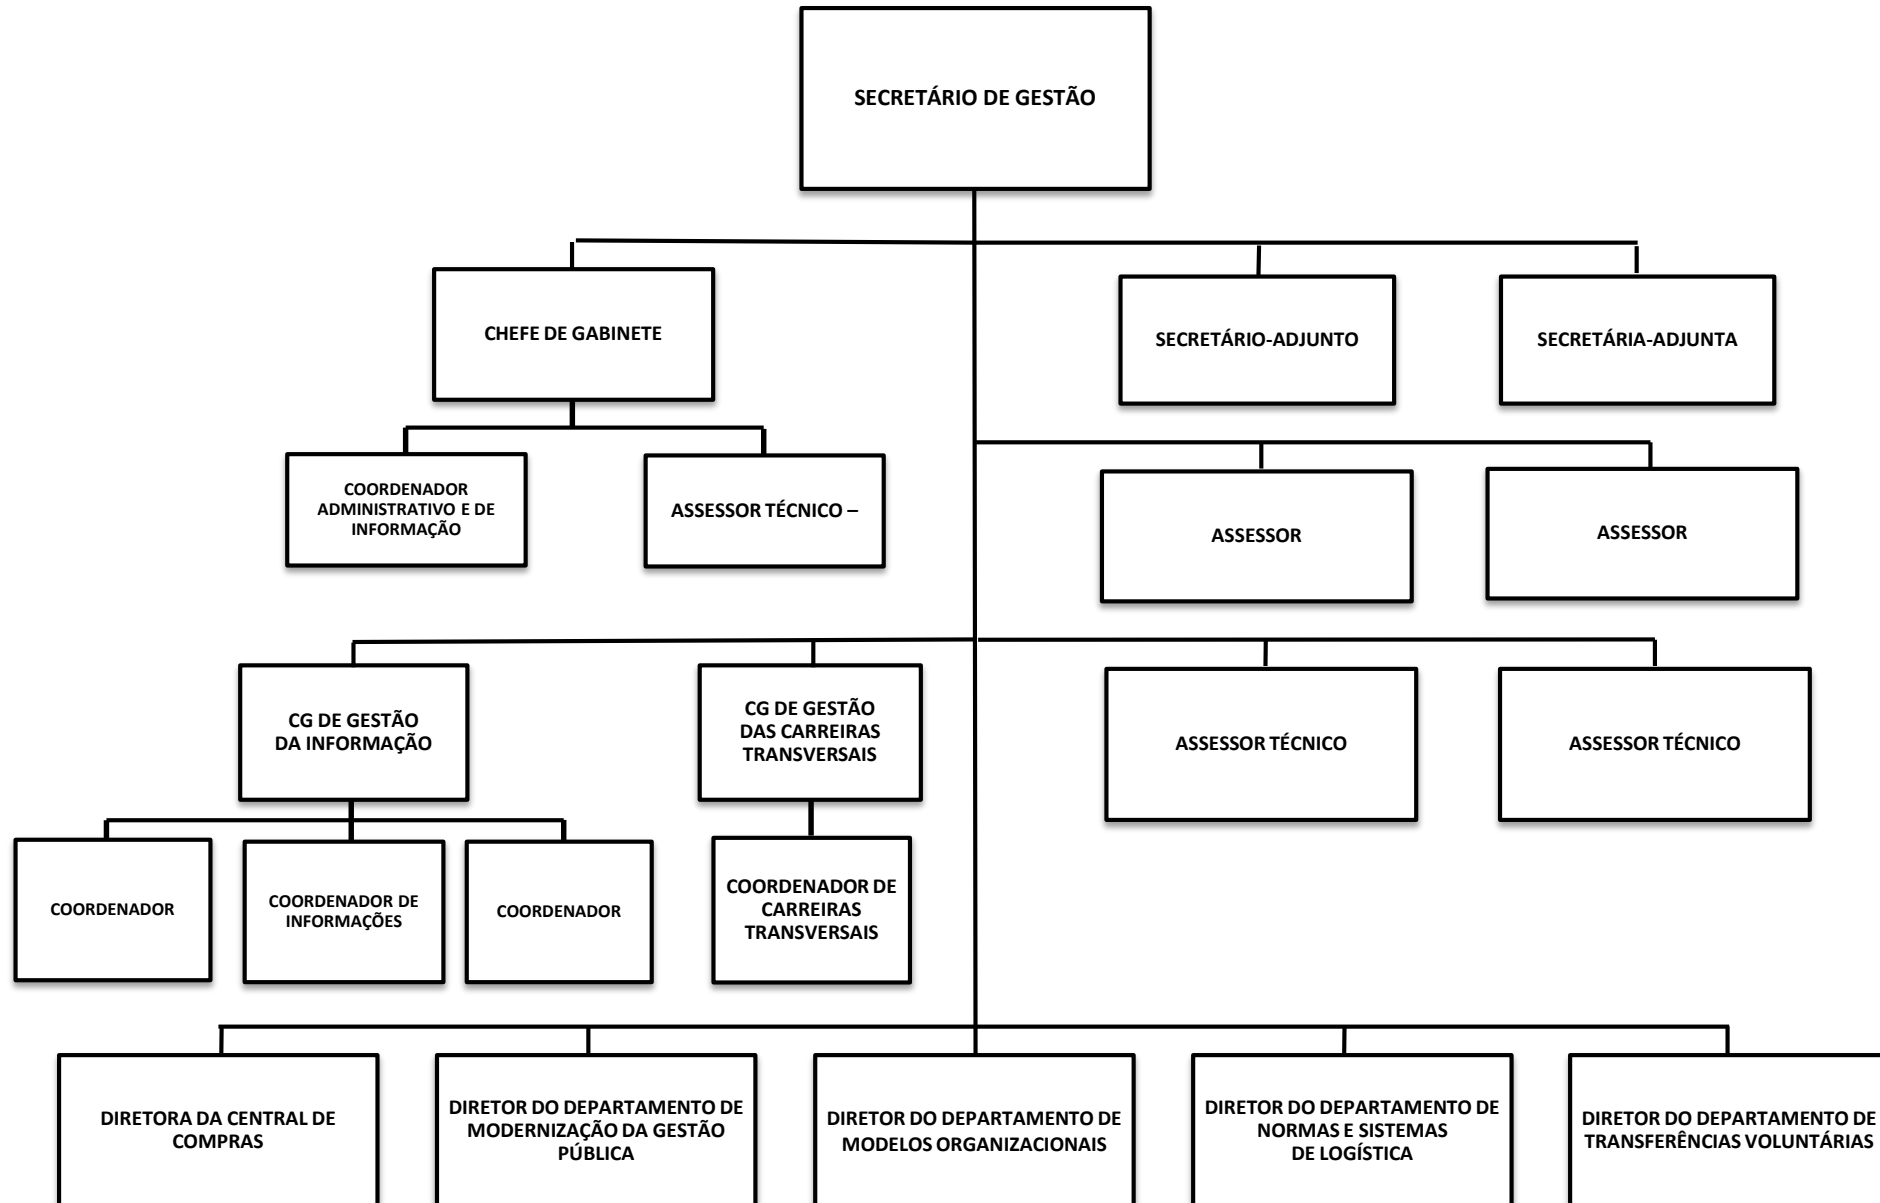 SECRETÁRIO DE GESTÃO
CHEFE DE GABINETE
SECRETÁRIO-ADJUNTO
SECRETÁRIA-ADJUNTA
COORDENADOR
ADMINISTRATIVO E DE
INFORMAÇÃO
ASSESSOR TÉCNICO –
ASSESSOR
ASSESSOR
CG DE GESTÃO
DA INFORMAÇÃO
CG DE GESTÃO
DAS CARREIRAS
TRANSVERSAIS
ASSESSOR TÉCNICO
ASSESSOR TÉCNICO
COORDENADOR
COORDENADOR DE
INFORMAÇÕES
COORDENADOR
COORDENADOR DE
CARREIRAS
TRANSVERSAIS
DIRETORA DA CENTRAL DE
COMPRAS
DIRETOR DO DEPARTAMENTO DE
MODERNIZAÇÃO DA GESTÃO
PÚBLICA
DIRETOR DO DEPARTAMENTO DE
MODELOS ORGANIZACIONAIS
DIRETOR DO DEPARTAMENTO DE
NORMAS E SISTEMAS
DE LOGÍSTICA
DIRETOR DO DEPARTAMENTO DE
TRANSFERÊNCIAS VOLUNTÁRIAS